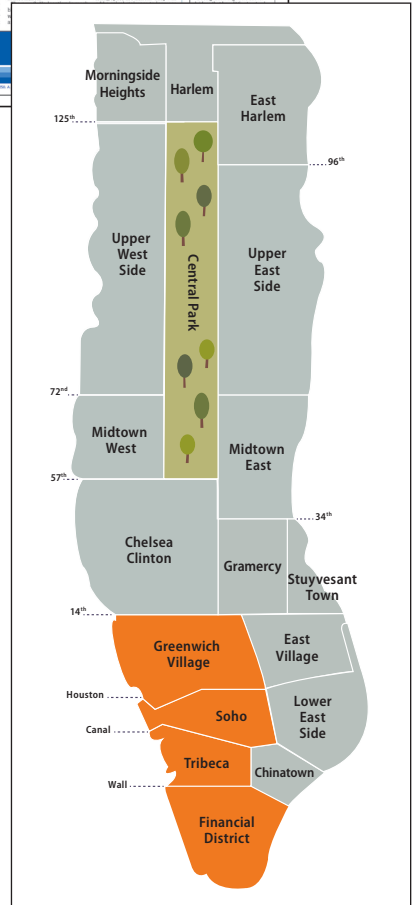 Morningside
Heights
Harlem
East
Harlem
125th
96th
Upper
West
Side
Central Park
Upper
East
Side
72nd
Midtown
West
Midtown
East
57th
34th
Chelsea
Clinton
Gramercy
Stuyvesant
Town
14th
Greenwich
Village
East
Village
Houston
Soho
Lower
East
Side
Canal
Tribeca
Chinatown
Wall
Financial
District